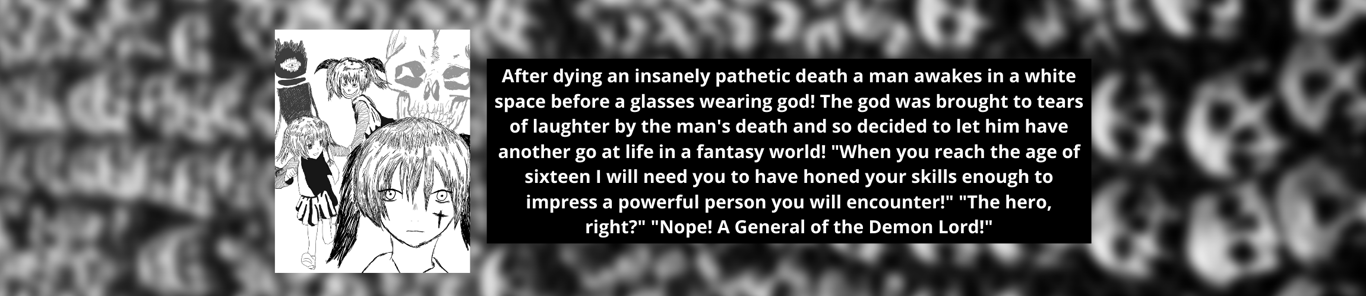 After dying an insanely pathetic death a man awakes in a white
space before a glasses wearing god! The god was brought to tears
of laughter by the man's death and so decided to let him have
another go at life in a fantasy world! "When you reach the age of
sixteen I will need you to have honed your skills enough to
impress a powerful person you will encounter!" "The hero,
right?" "Nope! A General of the Demon Lord!"